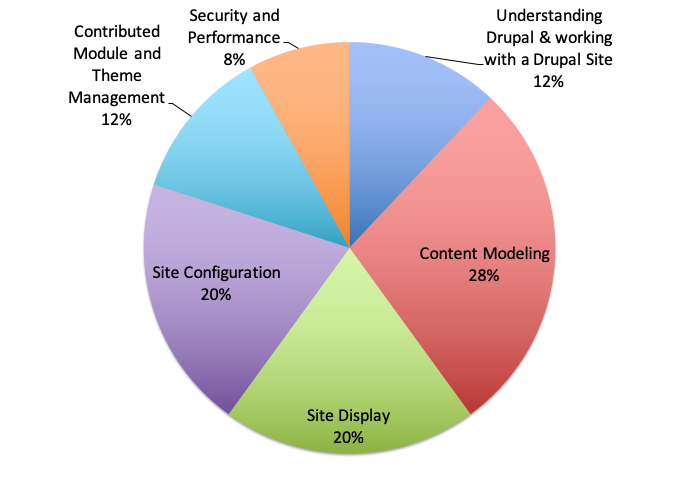 Understanding
Drupal & working
with a Drupal Site
12%
Content Modeling
28%
Site Display
20%
Site Configuration
20%
Contributed
Module and
Theme
Management
12%
Security and
Performance
8%